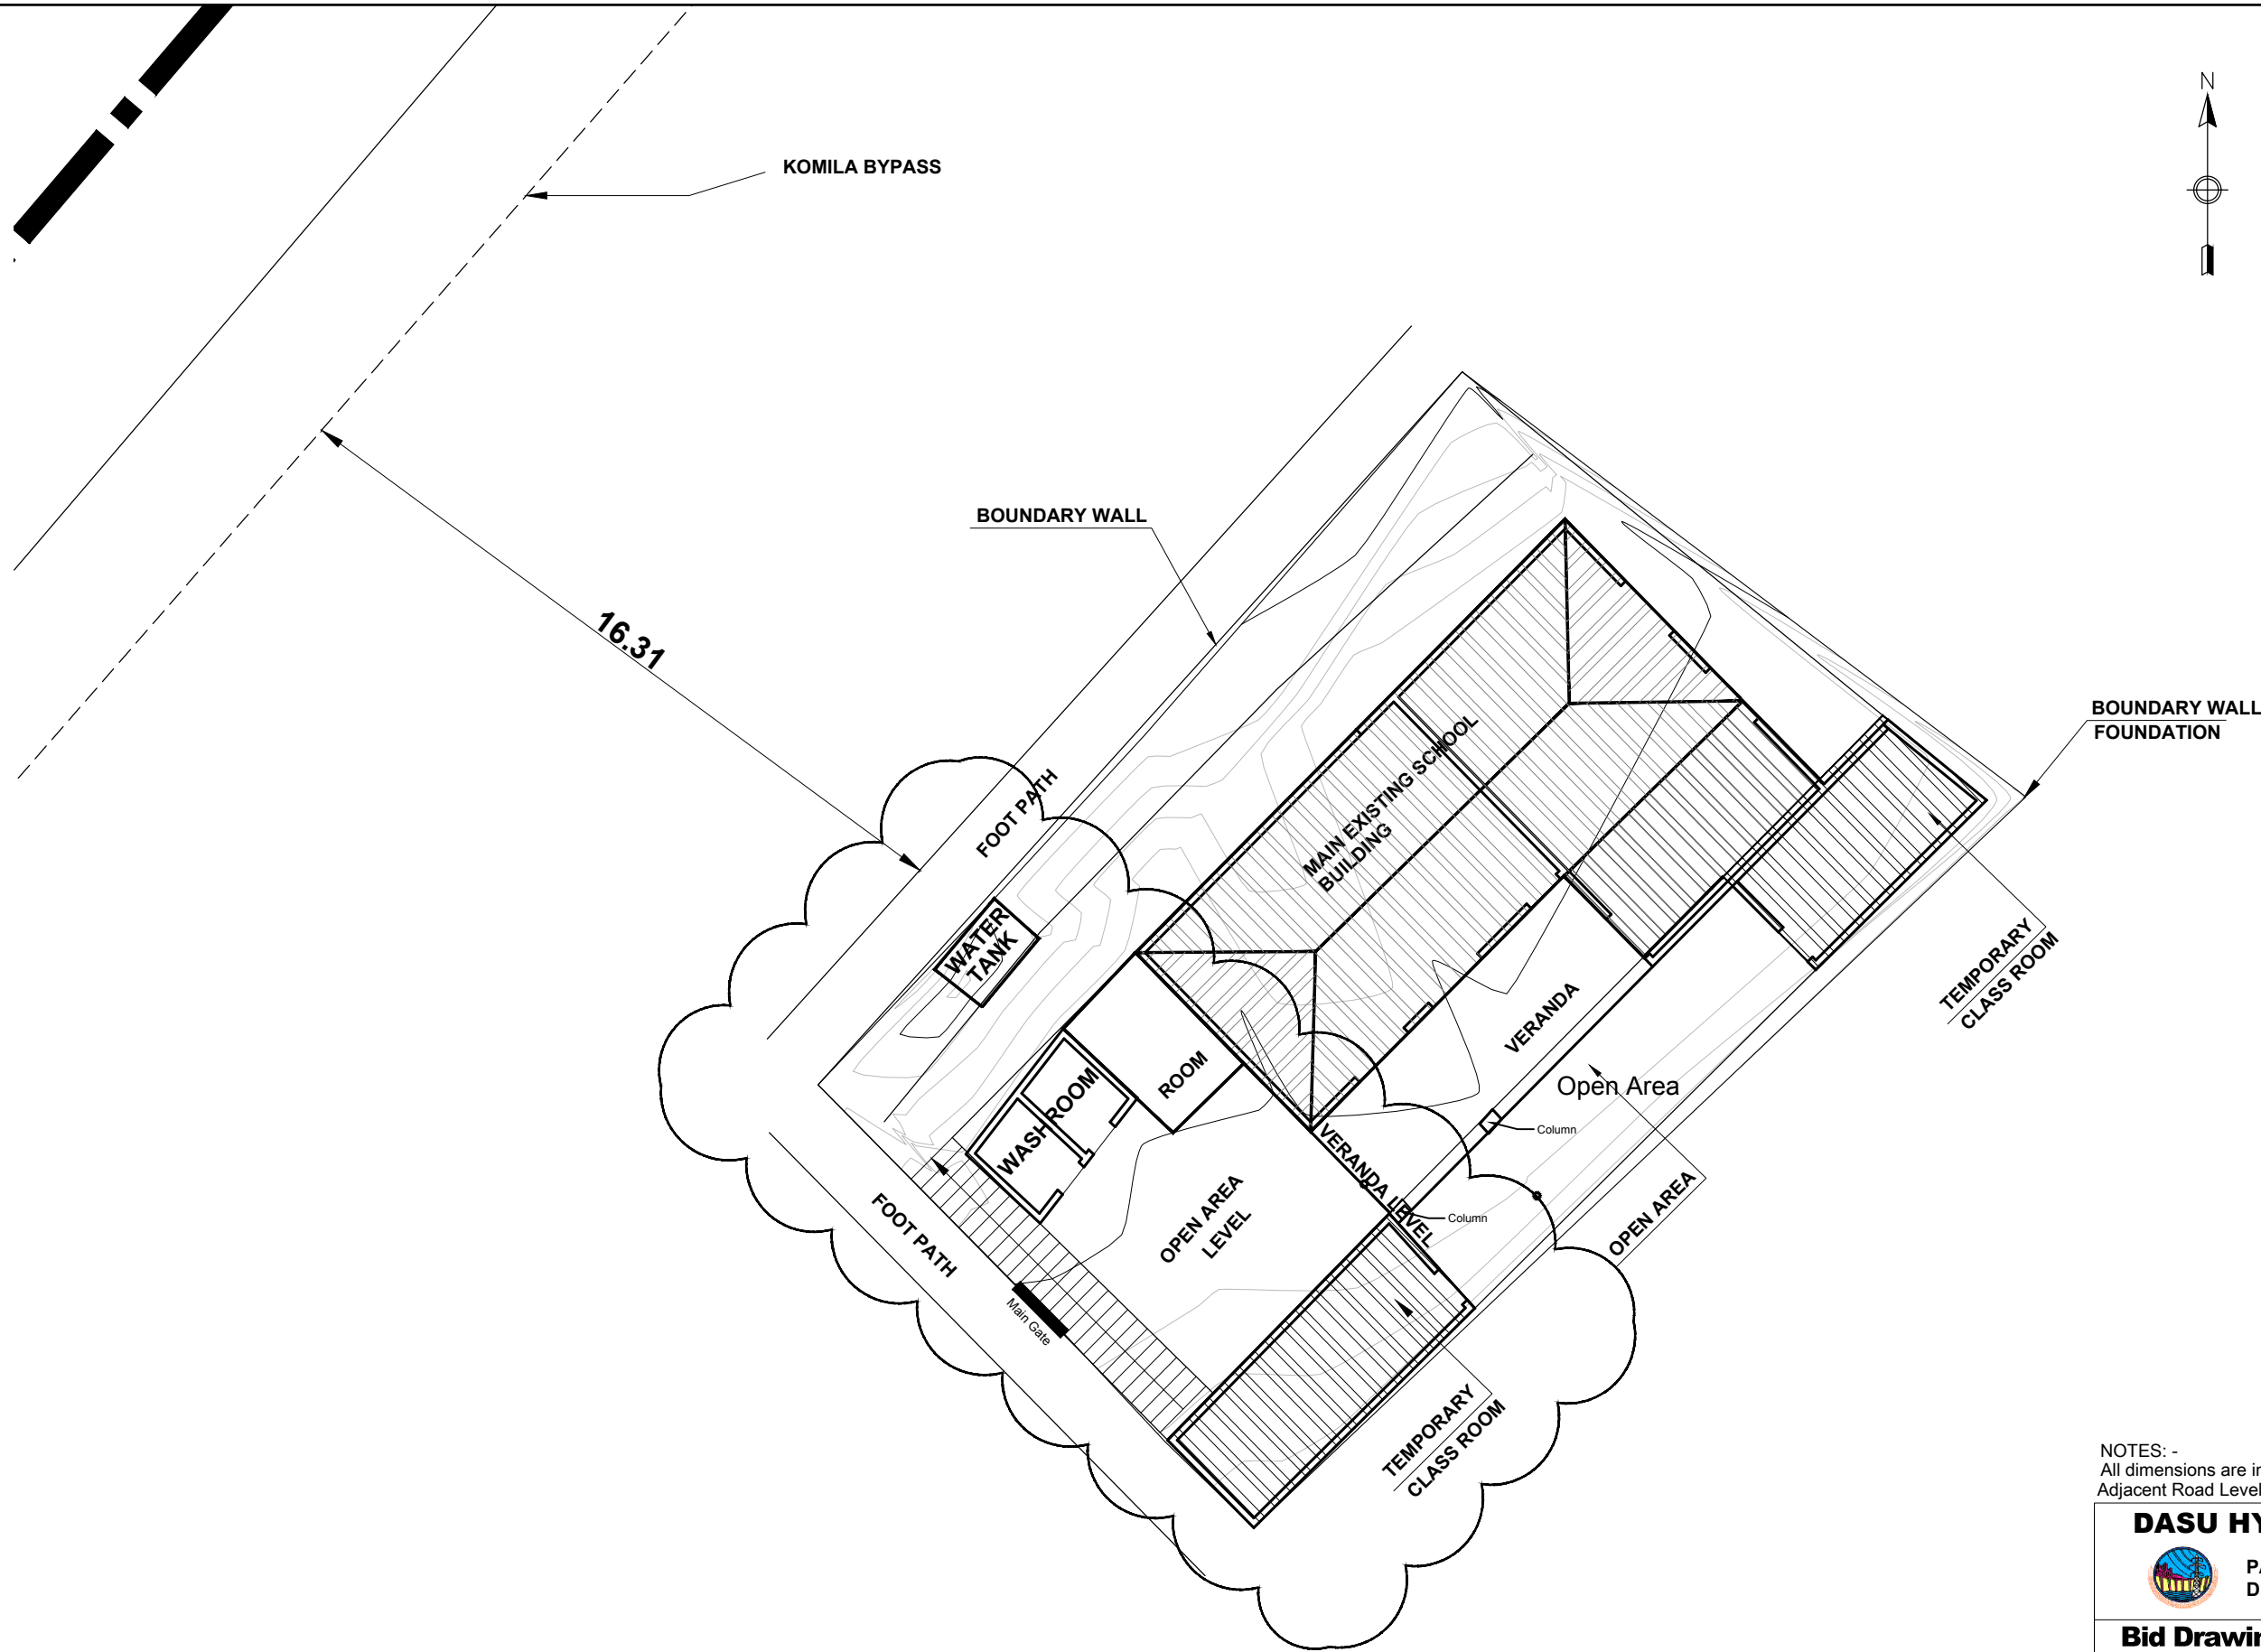 N
KOMILA BYPASS
BOUNDARY WALL
16.31
BOUNDARY WALL
FOUNDATION
FOOT PATH
MAIN EXISTING SCHOOL
BUILDING
WATER
TANK
TEMPORARY
CLASS ROOM
VERANDA
ROOM
WASHROOM
Open Area
Column
VERANDA LEVEL
OPEN AREA
LEVEL
Column
OPEN AREA
FOOT PATH
Main Gate
TEMPORARY
CLASS ROOM
NOTES: -
All dimensions are in
Adjacent Road Level
DASU HY
PA
D
Bid Drawin